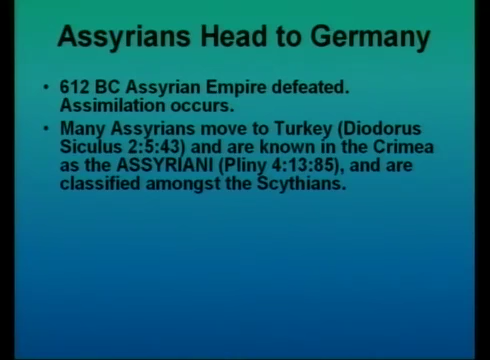 Assyrians Head to Germany
• 612 BC Assyrian Empire defeated.
Assimilation occurs.
• Many Assyrians move to Turkey (Diodorus
Siculus 2:5:43) and are known in the Crimea
as the ASSYRIANI (Pliny 4:13:85), and are
classified amongst the Scythians.